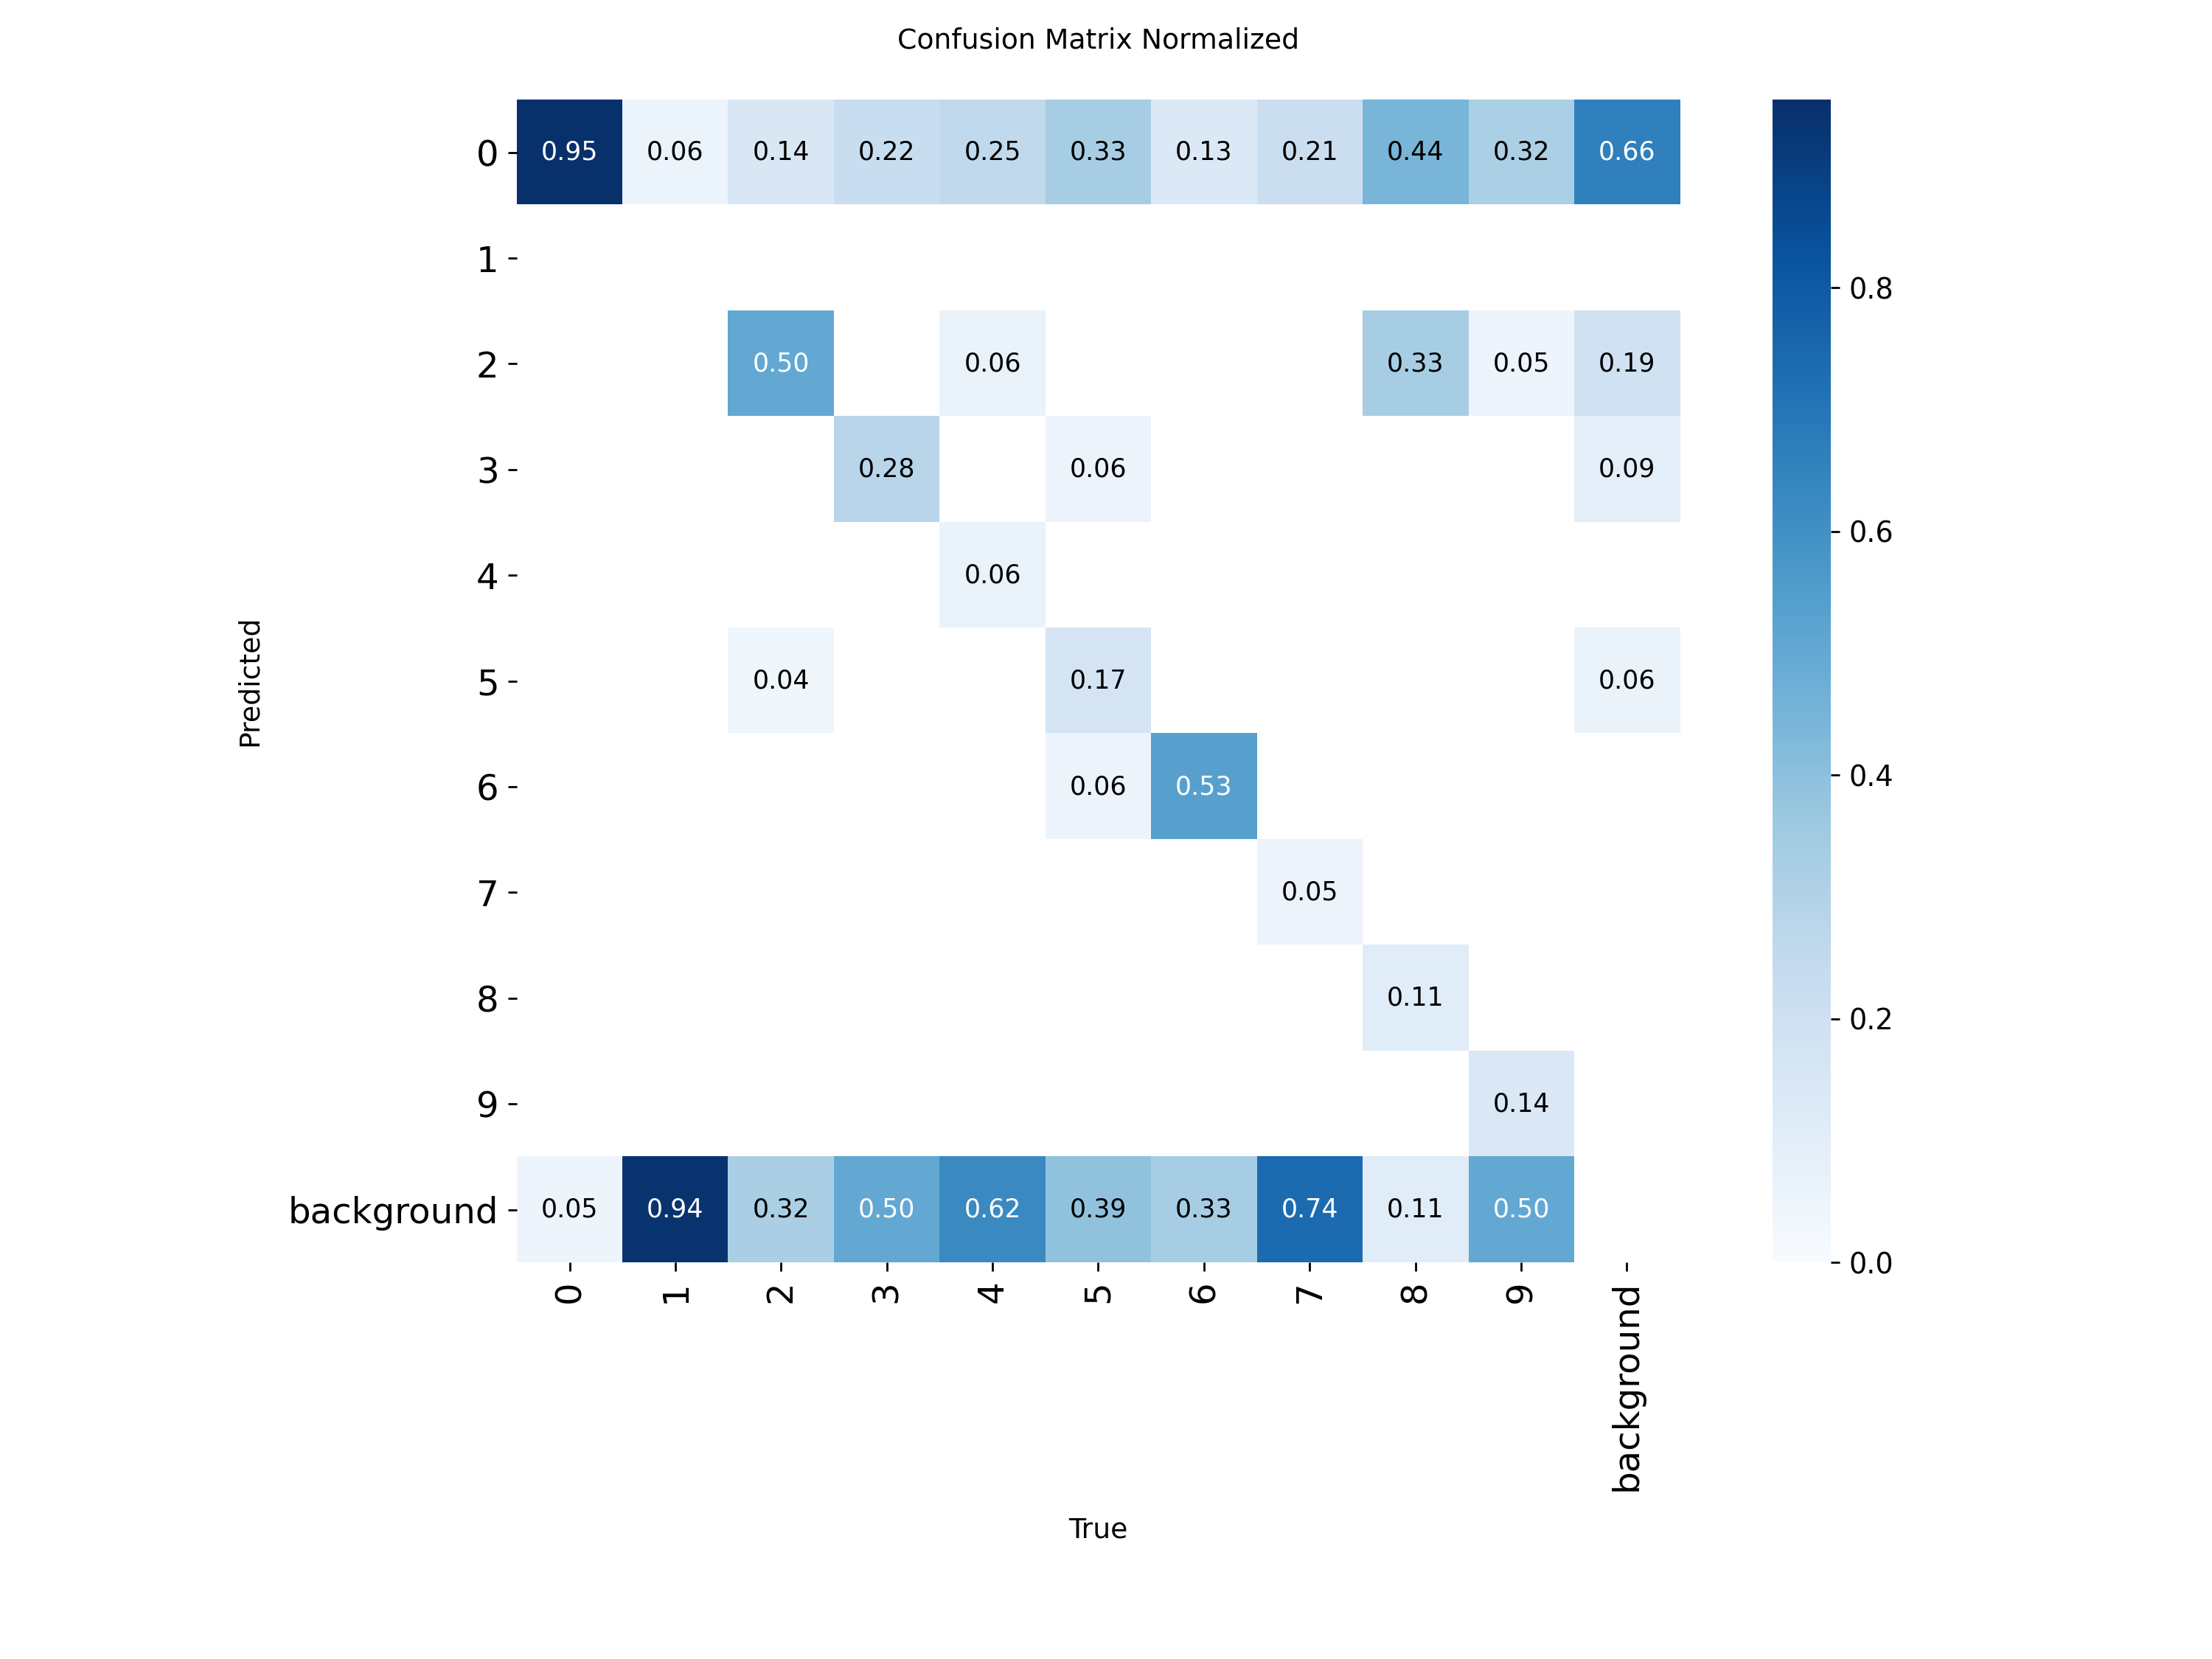 Confusion Matrix Normalized
0 0.95 0.06 0.14 0.22 0.25 0.33 0.13 0.21 0.44 0.32 0.66
1
2 0.50 0.06 0.33 0.05 0.19
3 0.28 0.06 0.09
4 0.06
5 0.04 0.17 0.06
6 0.06 0.53
7 0.05
8 0.11
9 0.14
background 0.05 0.94 0.32 0.50 0.62 0.39 0.33 0.74 0.11 0.50
0 1 2 3 4 5 6 7 8 9 background
Predicted
True
0.8
0.6
0.4
0.2
0.0